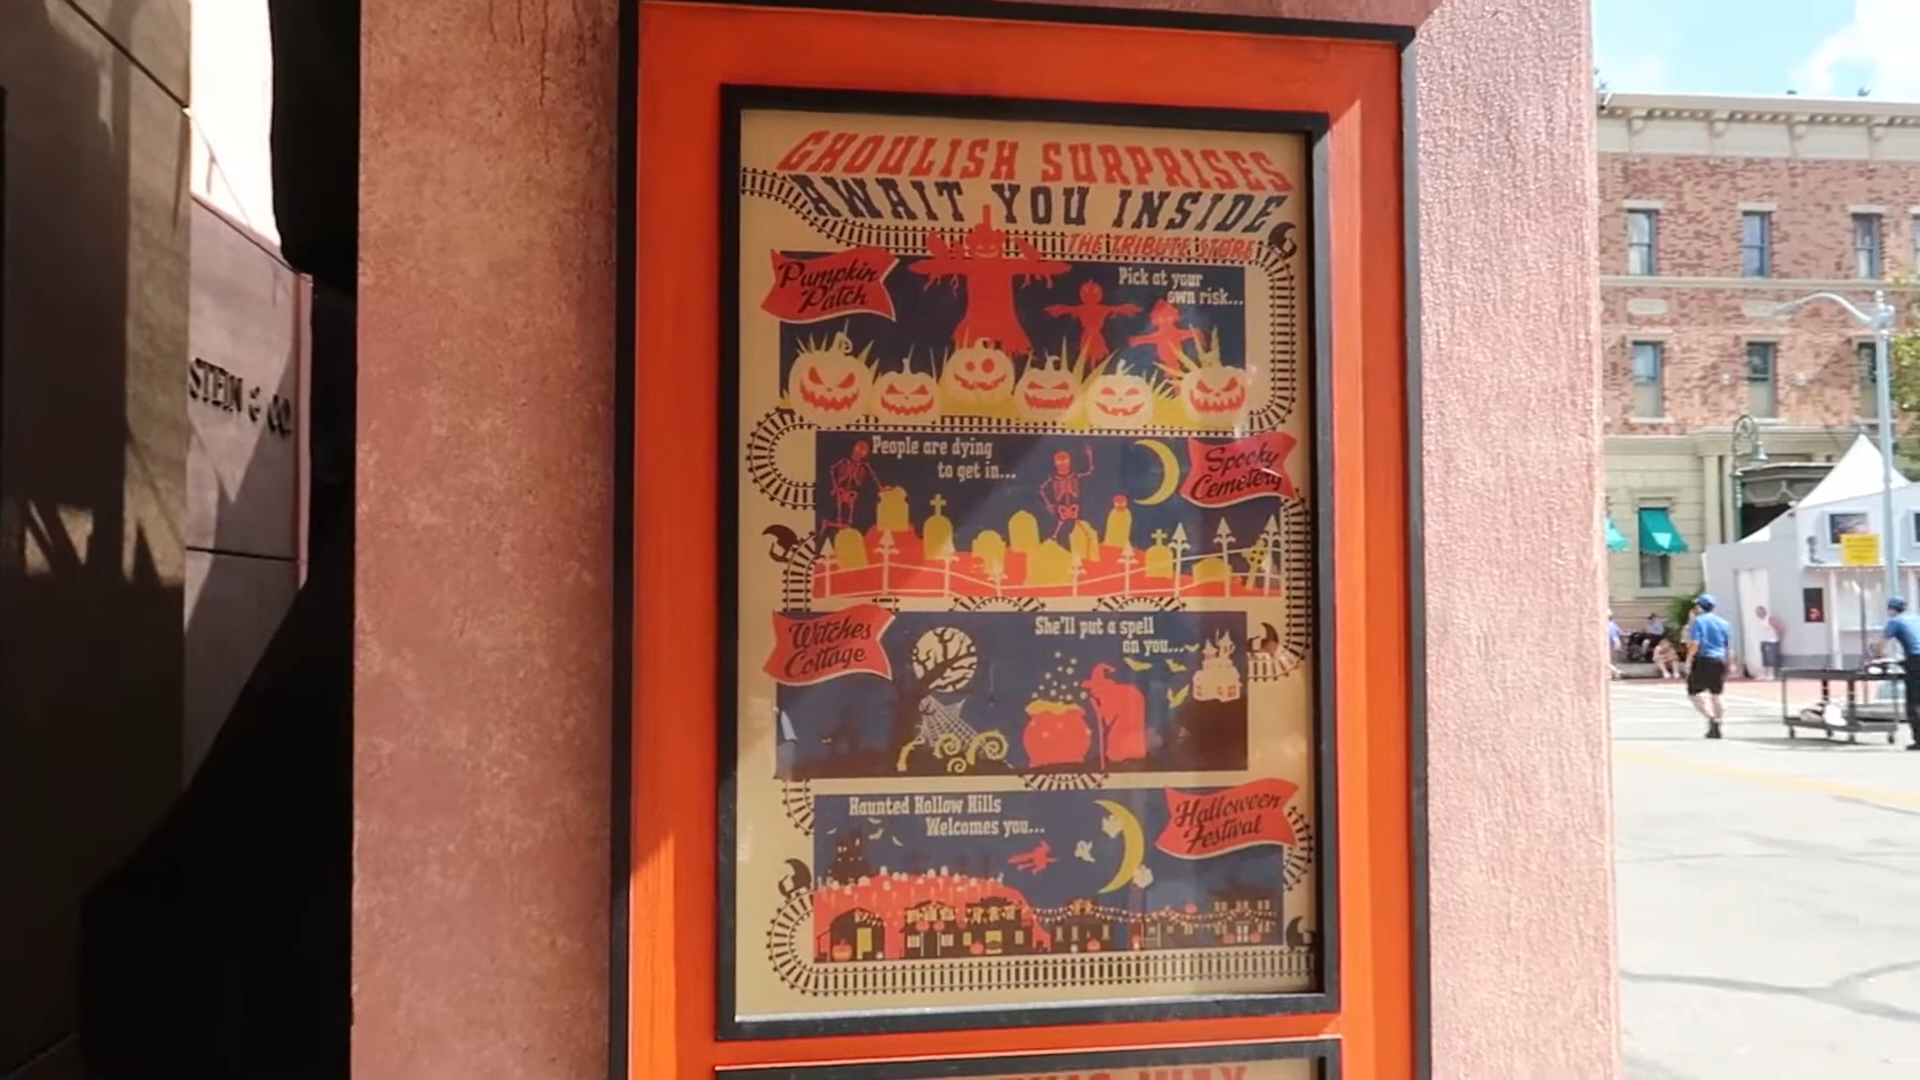 GHOULISH SURPRISES
AWAIT YOU INSIDE
THE TRIBUTE STORE
Pumpkin
Patch
Pick at your
own risk...
People are dying
to get in...
Spooky
Cemetery
Witches
Cottage
She'll put a spell
on you...
Haunted Hollow Hills
Welcomes you...
Halloween
Festival
STEIN & CO.